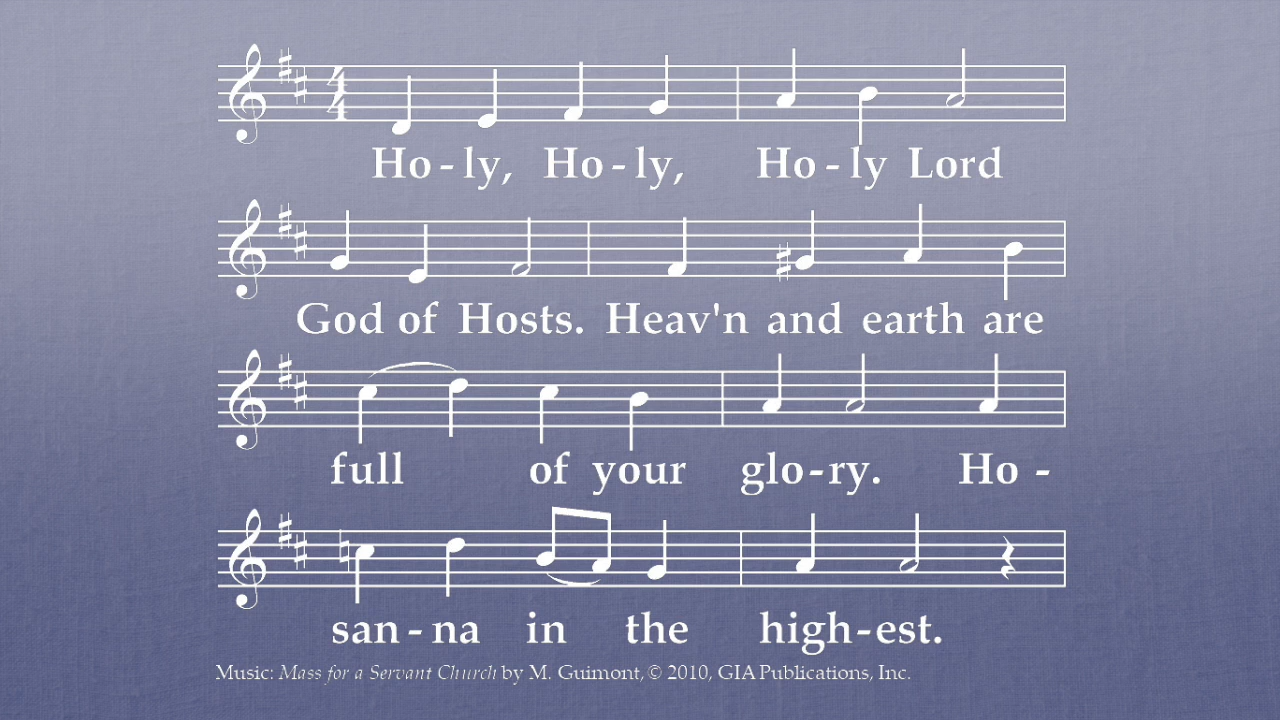 Ho - ly, Ho - ly, Ho - ly Lord
God of Hosts. Heav'n and earth are
full of your glo - ry. Ho -
san - na in the high - est.
Music: Mass for a Servant Church by M. Guimont, © 2010, GIA Publications, Inc.